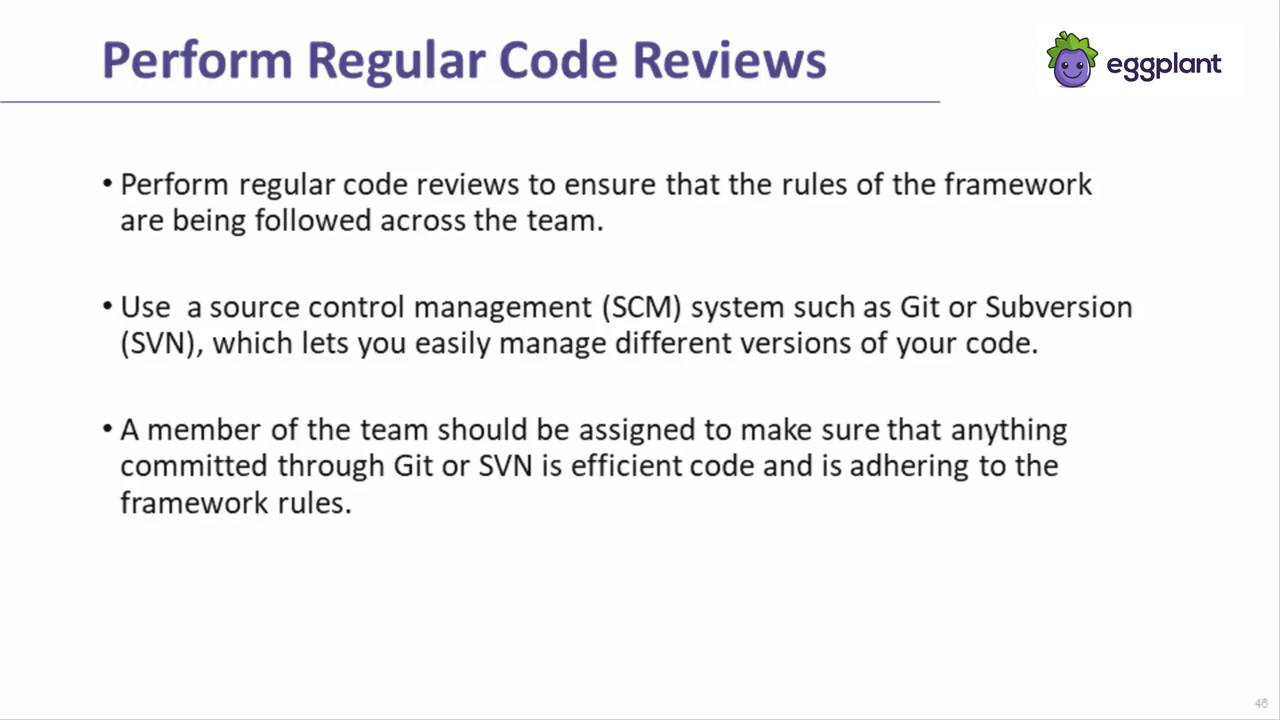 Perform Regular Code Reviews
eggplant
• Perform regular code reviews to ensure that the rules of the framework
are being followed across the team.
• Use  a source control management (SCM) system such as Git or Subversion
(SVN), which lets you easily manage different versions of your code.
• A member of the team should be assigned to make sure that anything
committed through Git or SVN is efficient code and is adhering to the
framework rules.